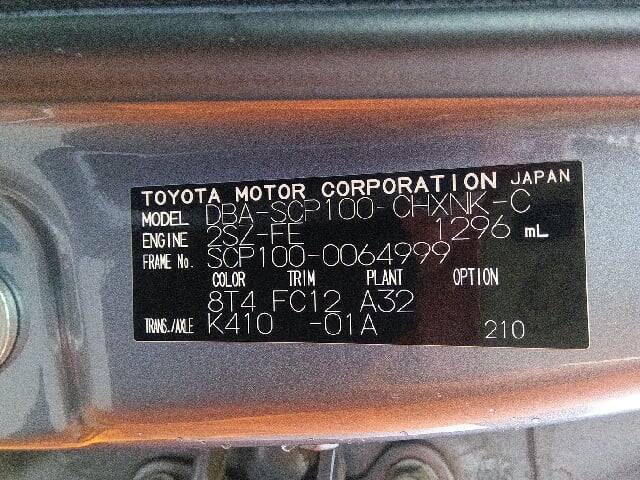 TOYOTA MOTOR CORPORATION JAPAN
MODEL DBA-SCP100-CHXNK-C
ENGINE 2SZ-FE 1296 mL
FRAME No. SCP100-0064999
COLOR TRIM PLANT OPTION
8T4 FC12 A32
TRANS./AXLE K410 -01A 210